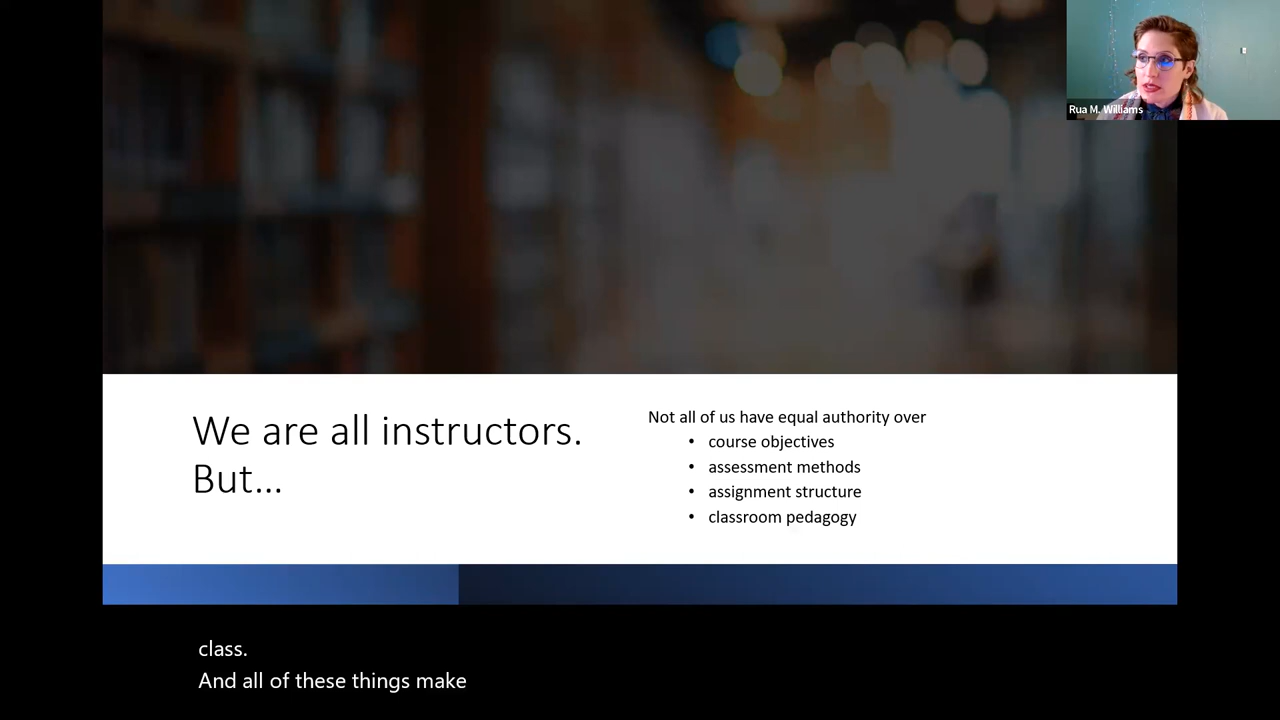 Rua M. Williams
We are all instructors.
But...
Not all of us have equal authority over
• course objectives
• assessment methods
• assignment structure
• classroom pedagogy
class.
And all of these things make